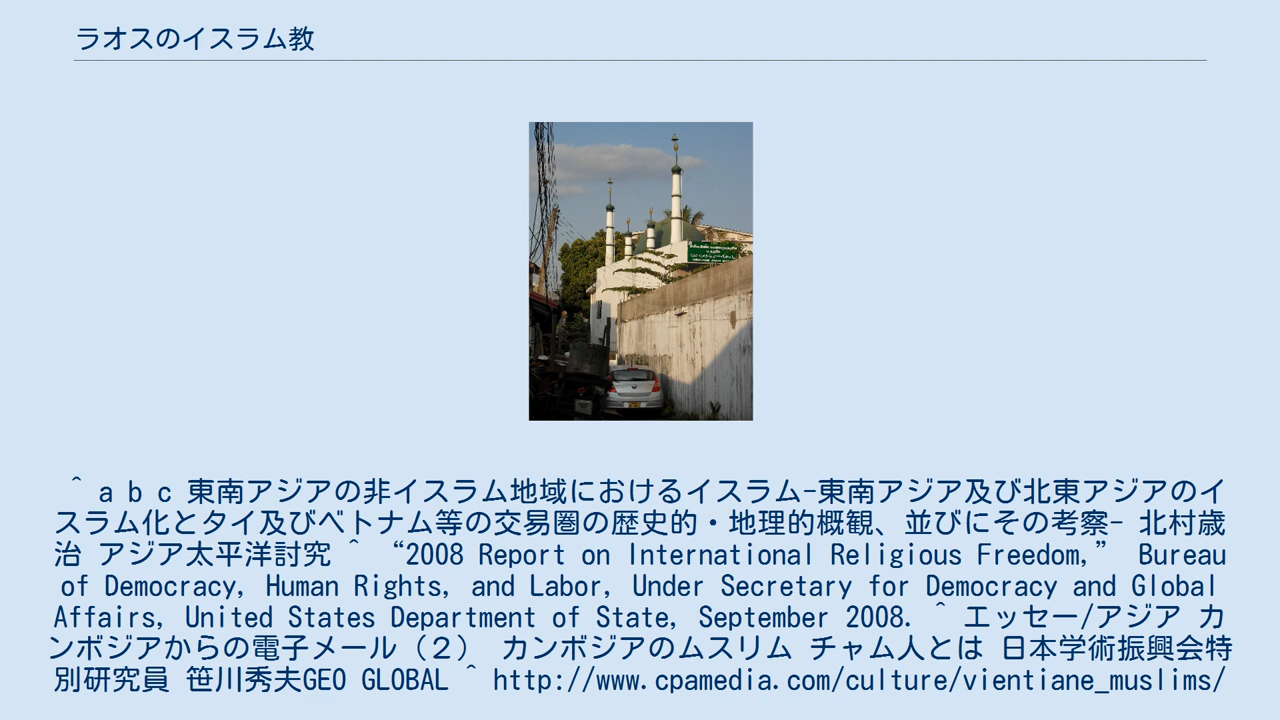 ラオスのイスラム教
^ a b c 東南アジアの非イスラム地域におけるイスラム-東南アジア及び北東アジアのイ
スラム化とタイ及びベトナム等の交易圏の歴史的・地理的概観、並びにその考察- 北村歳
治 アジア太平洋討究 ^ “2008 Report on International Religious Freedom,” Bureau
of Democracy, Human Rights, and Labor, Under Secretary for Democracy and Global
Affairs, United States Department of State, September 2008. ^ エッセー/アジア カ
ンボジアからの電子メール（２） カンボジアのムスリム チャム人とは 日本学術振興会特
別研究員 笹川秀夫GEO GLOBAL ^ http://www.cpamedia.com/culture/vientiane_muslims/